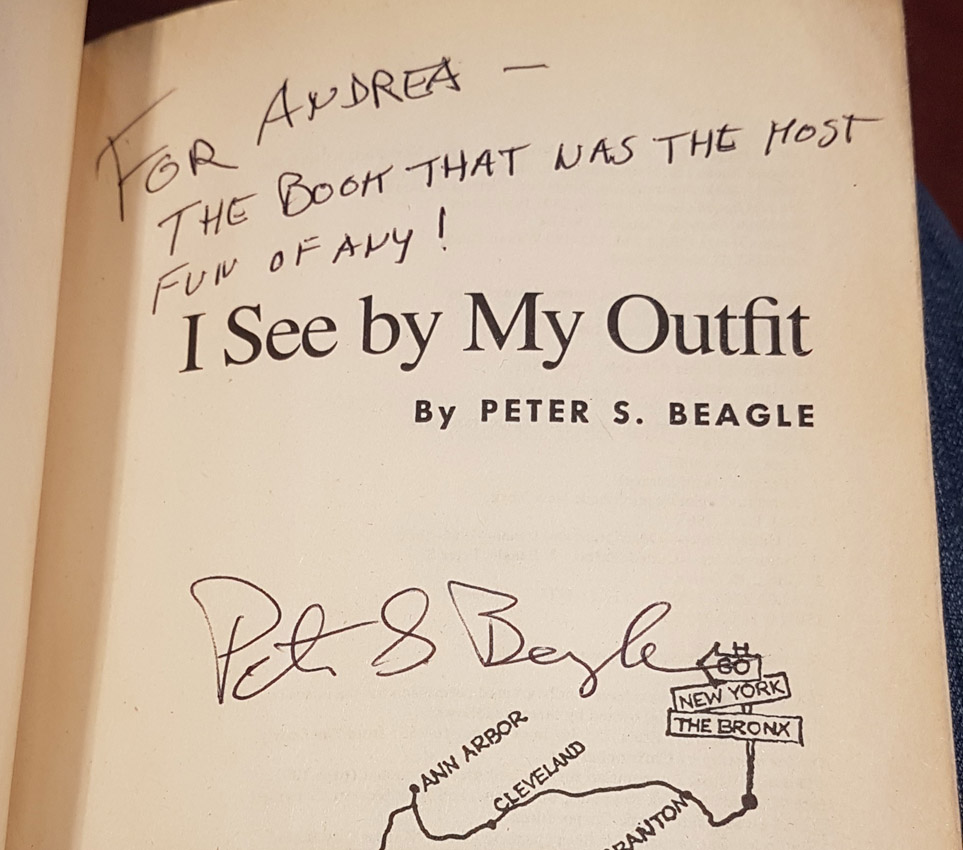 FOR ANDREA —
THE BOOK THAT WAS THE MOST
FUN OF ANY!
I See by My Outfit
By PETER S. BEAGLE
Peter S Beagle
NEW YORK
THE BRONX
ANN ARBOR
CLEVELAND